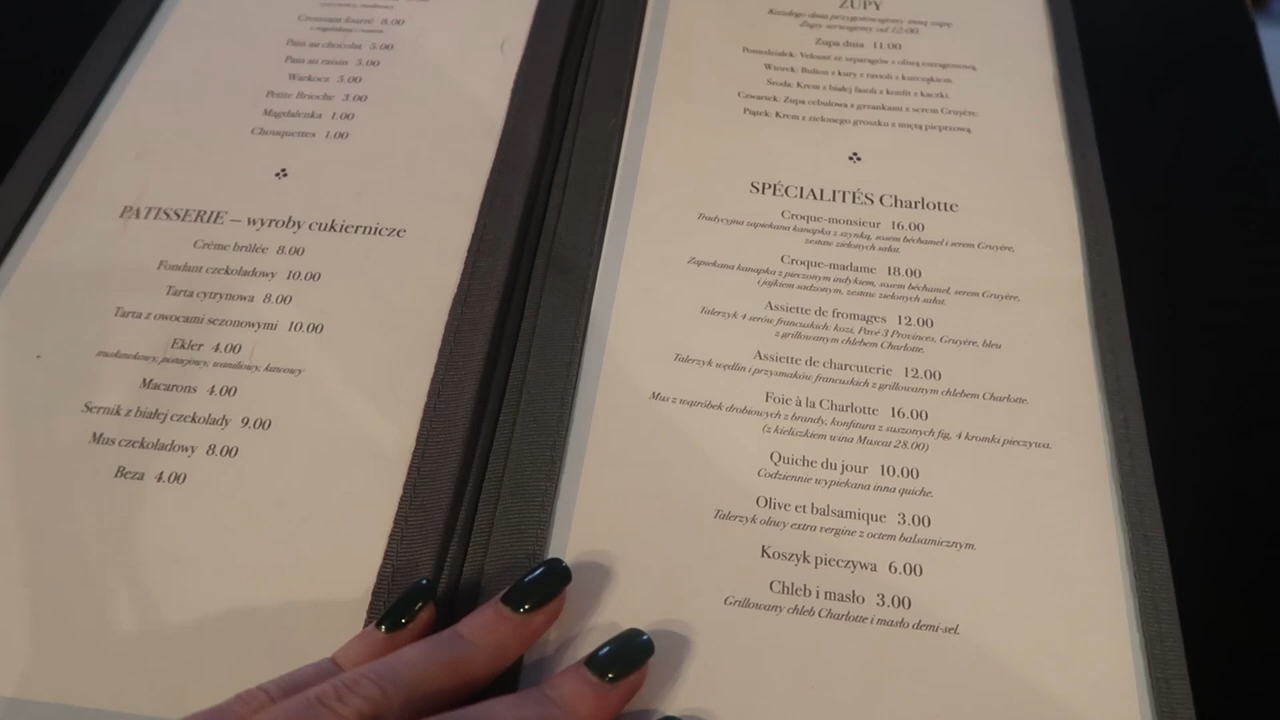 Croissant fourré 8.00
Pain au chocolat 5.00
Pain au raisin 5.00
Warkocz 5.00
Petite Brioche 3.00
Magdalenka 1.00
Chouquettes 1.00
PATISSERIE – wyroby cukiernicze
Crème brûlée 8.00
Fondant czekoladowy 10.00
Tarta cytrynowa 8.00
Tarta z owocami sezonowymi 10.00
Ekler 4.00
waniliowy, kawowy
Macarons 4.00
Sernik z białej czekolady 9.00
Mus czekoladowy 8.00
Beza 4.00
ZUPY
Każdego dnia przygotowujemy inną zupę.
Zupy serwujemy od 12:00.
Zupa dnia 11.00
Poniedziałek: Velouté ze szparagów z oliwą estragonową.
Wtorek: Bulion z kury z ravioli z kurczakiem.
Środa: Krem z białej fasoli z konfit z kaczki.
Czwartek: Zupa cebulowa z grzankami z serem Gruyère.
Piątek: Krem z zielonego groszku z miętą pieprzową.
SPÉCIALITÉS Charlotte
Croque-monsieur 16.00
Tradycyjna zapiekana kanapka z szynką, sosem béchamel i serem Gruyère,
zestaw zielonych sałat.
Croque-madame 18.00
Zapiekana kanapka z pieczonym indykiem, sosem béchamel, serem Gruyère,
i jajkiem sadzonym, zestaw zielonych sałat.
Assiette de fromages 12.00
Talerzyk 4 serów francuskich: kozi, Pavé 3 Provinces, Gruyère, bleu
z grillowanym chlebem Charlotte.
Assiette de charcuterie 12.00
Talerzyk wędlin i przysmaków francuskich z grillowanym chlebem Charlotte.
Foie à la Charlotte 16.00
Mus z wątróbek drobiowych z brandy, konfitura z suszonych fig, 4 kromki pieczywa.
(z kieliszkiem wina Muscat 28.00)
Quiche du jour 10.00
Codziennie wypiekana inna quiche.
Olive et balsamique 3.00
Talerzyk oliwy extra vergine z octem balsamicznym.
Koszyk pieczywa 6.00
Chleb i masło 3.00
Grillowany chleb Charlotte i masło demi-sel.